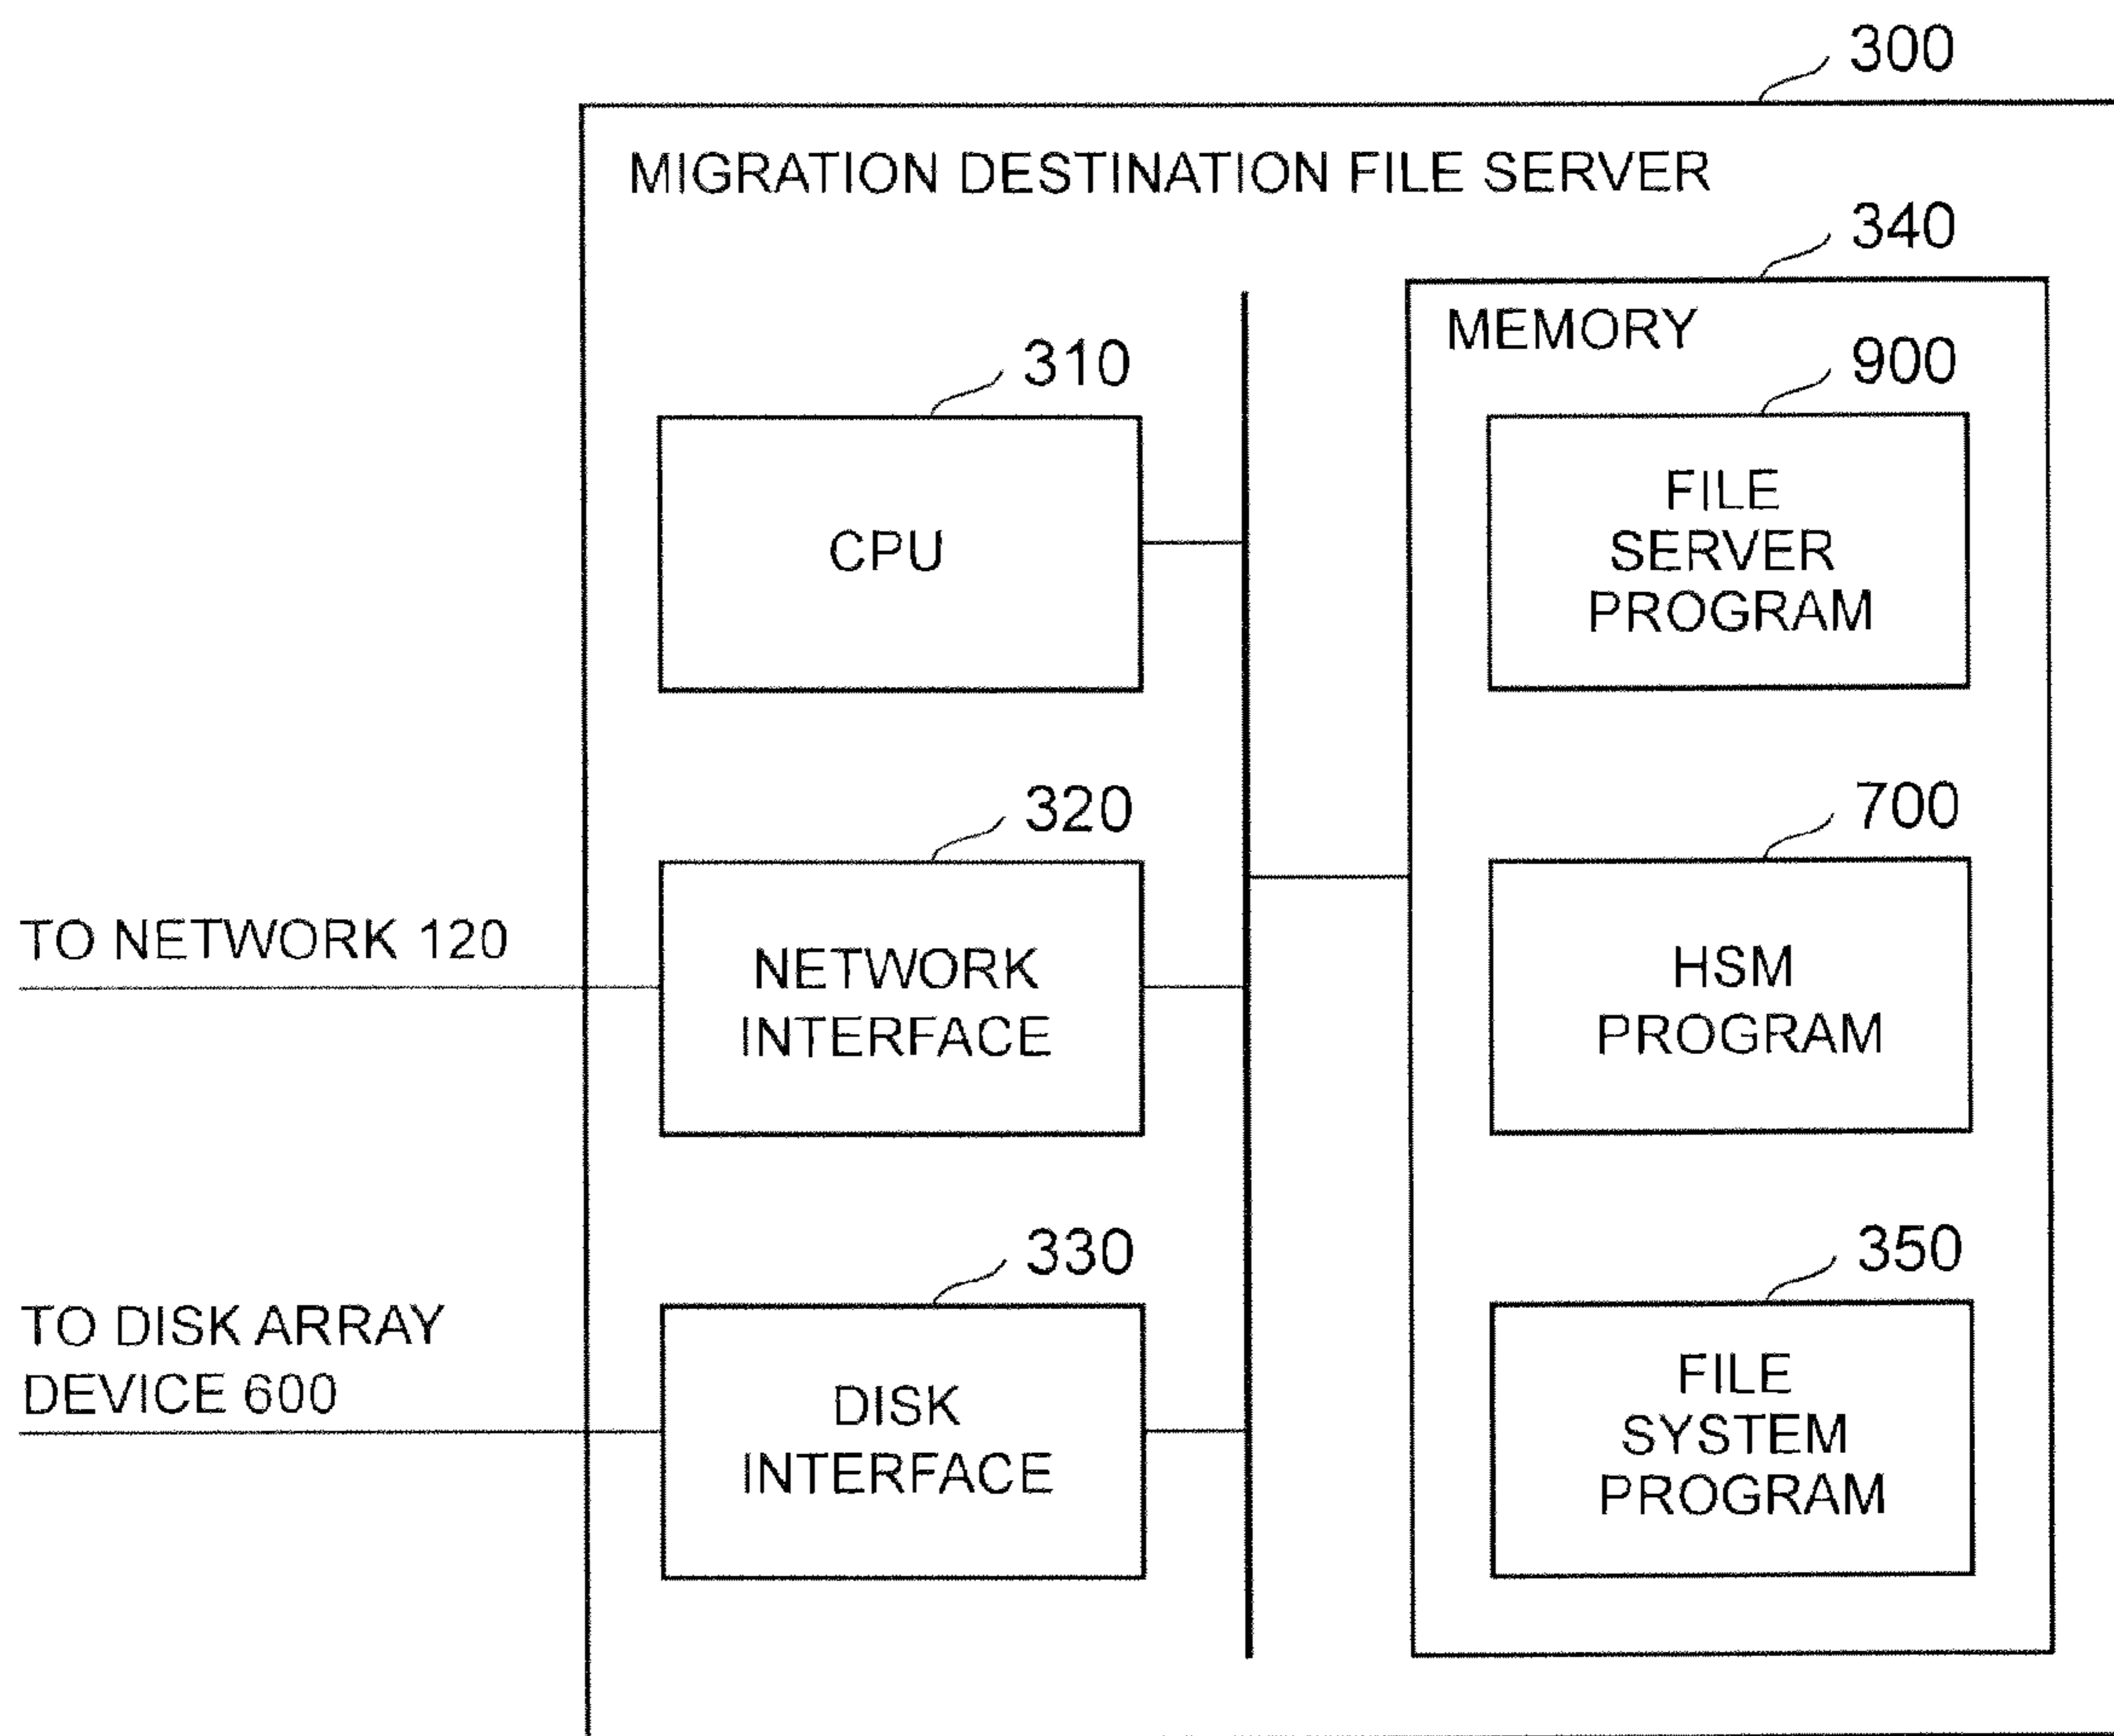 300
MIGRATION DESTINATION FILE SERVER
340
MEMORY
310
CPU
900
FILE
SERVER
PROGRAM
320
NETWORK
INTERFACE
700
HSM
PROGRAM
TO NETWORK 120
330
DISK
INTERFACE
350
FILE
SYSTEM
PROGRAM
TO DISK ARRAY
DEVICE 600